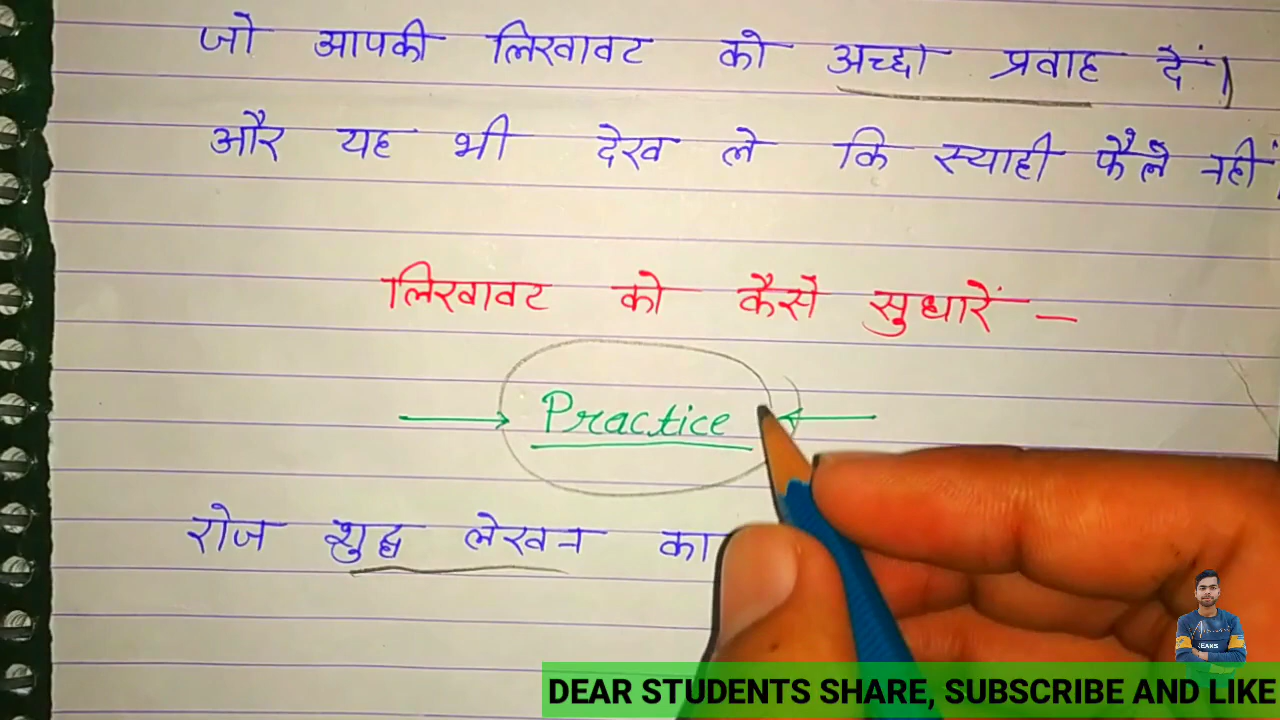 जो आपकी लिखावट को अच्छा प्रवाह दें।
और यह भी देख ले कि स्याही फैले नहीं।
लिखावट को कैसे सुधारें –
Practice
रोज शुद्ध लेखन का
DEAR STUDENTS SHARE, SUBSCRIBE AND LIKE